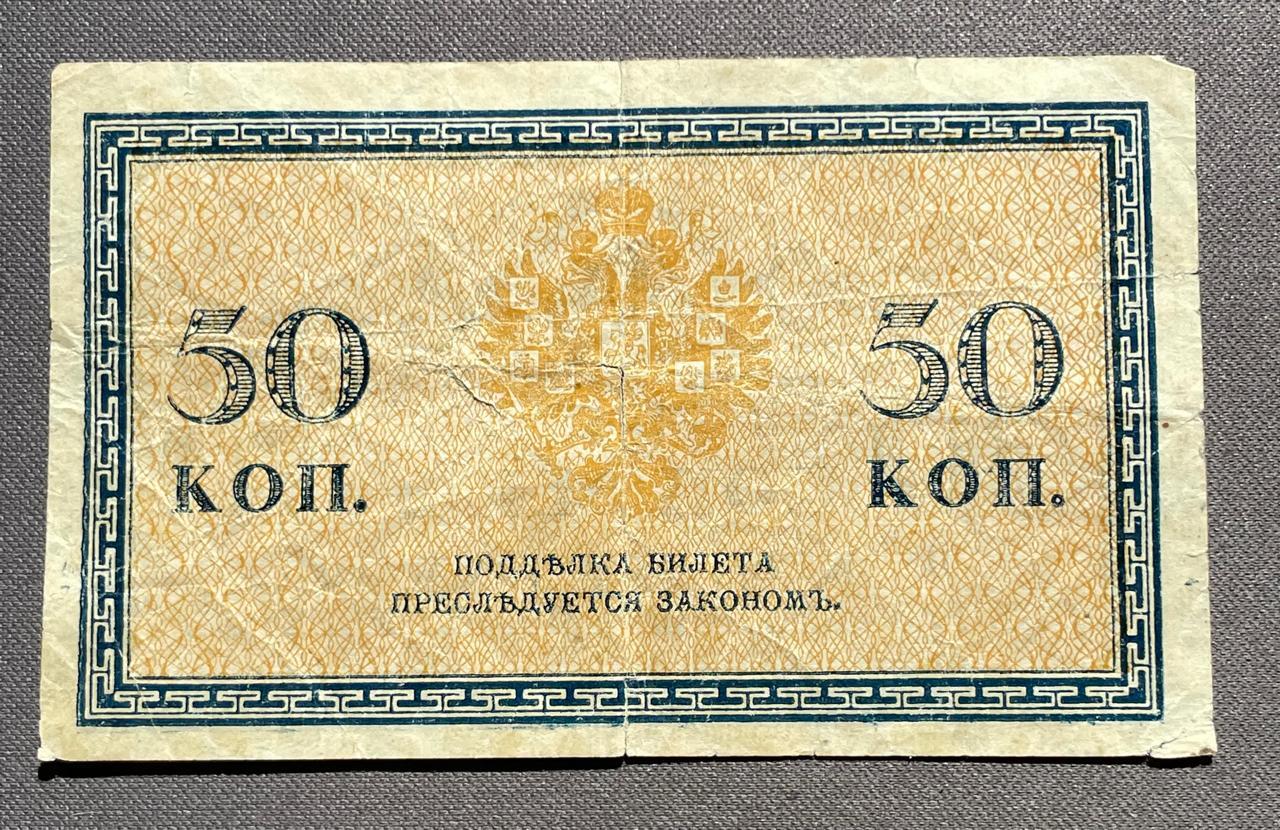 50 50
КОП. КОП.
ПОДДѢЛКА БИЛЕТА
ПРЕСЛѢДУЕТСЯ ЗАКОНОМЪ.